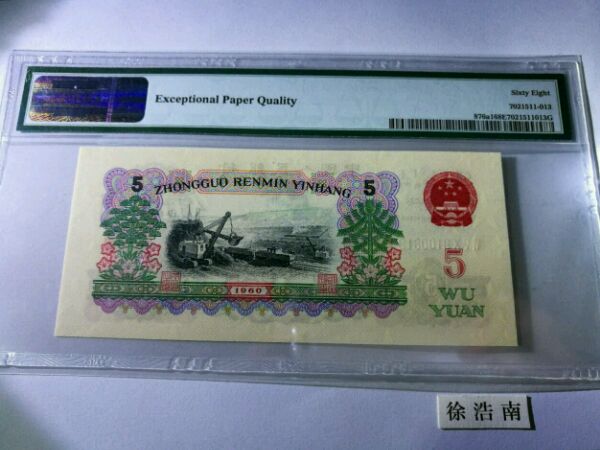 Exceptional Paper Quality
Sixty Eight
7021511-013
876a168E7021511013G
5 ZHONGGUO RENMIN YINHANG 5
1960
5
WU
YUAN
徐浩南